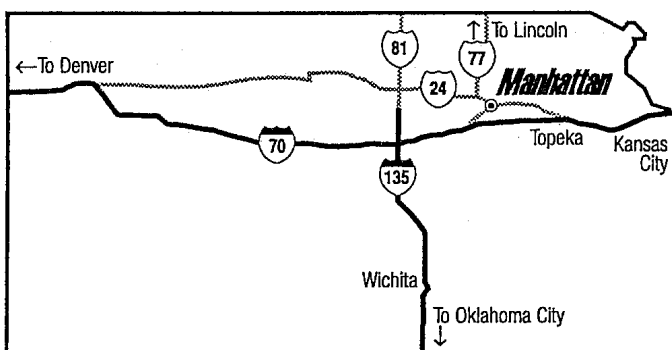 To Lincoln
81
77
To Denver
24
Manhattan
70
Topeka
Kansas
City
135
Wichita
To Oklahoma City